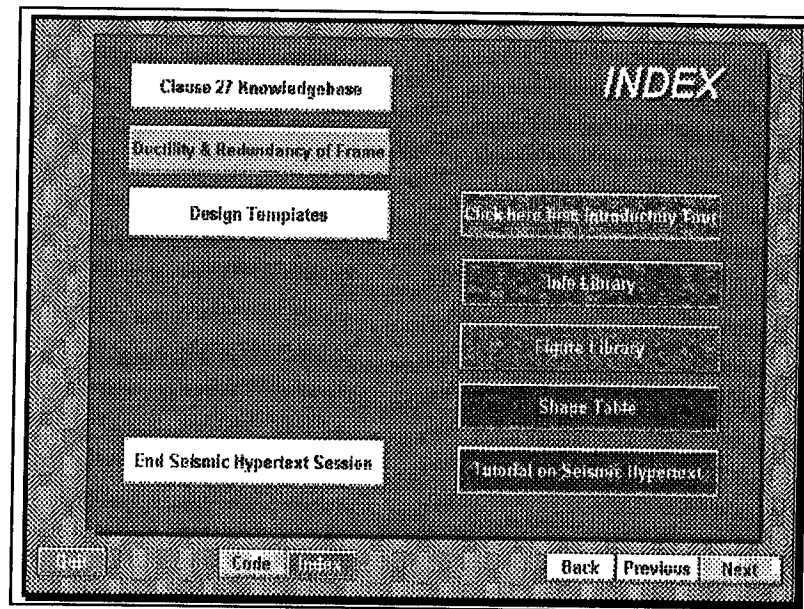 INDEX
Clause 27 Knowledgebase
Ductility & Redundancy of Frame
Design Templates
Click here first: Introductory Tour
Info Library
Figure Library
Shape Table
End Seismic Hypertext Session
Tutorial on Seismic Hypertext
Code Index
Back Previous Next